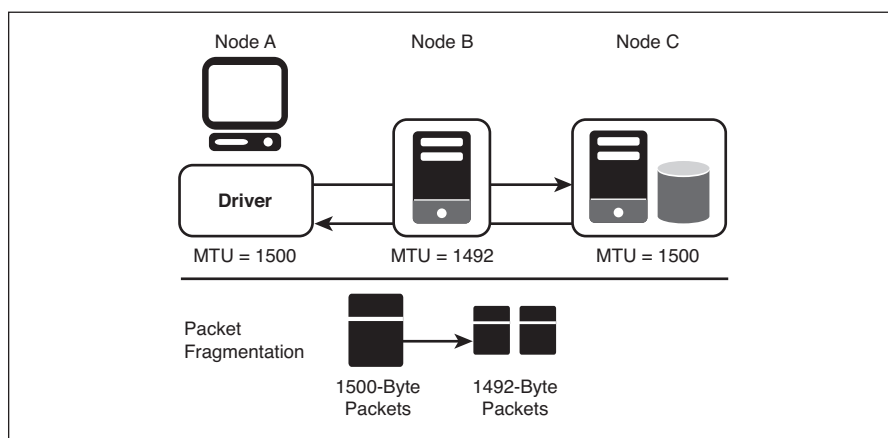 Node A
Node B
Node C
Driver
MTU = 1500
MTU = 1492
MTU = 1500
Packet
Fragmentation
1500-Byte
Packets
1492-Byte
Packets